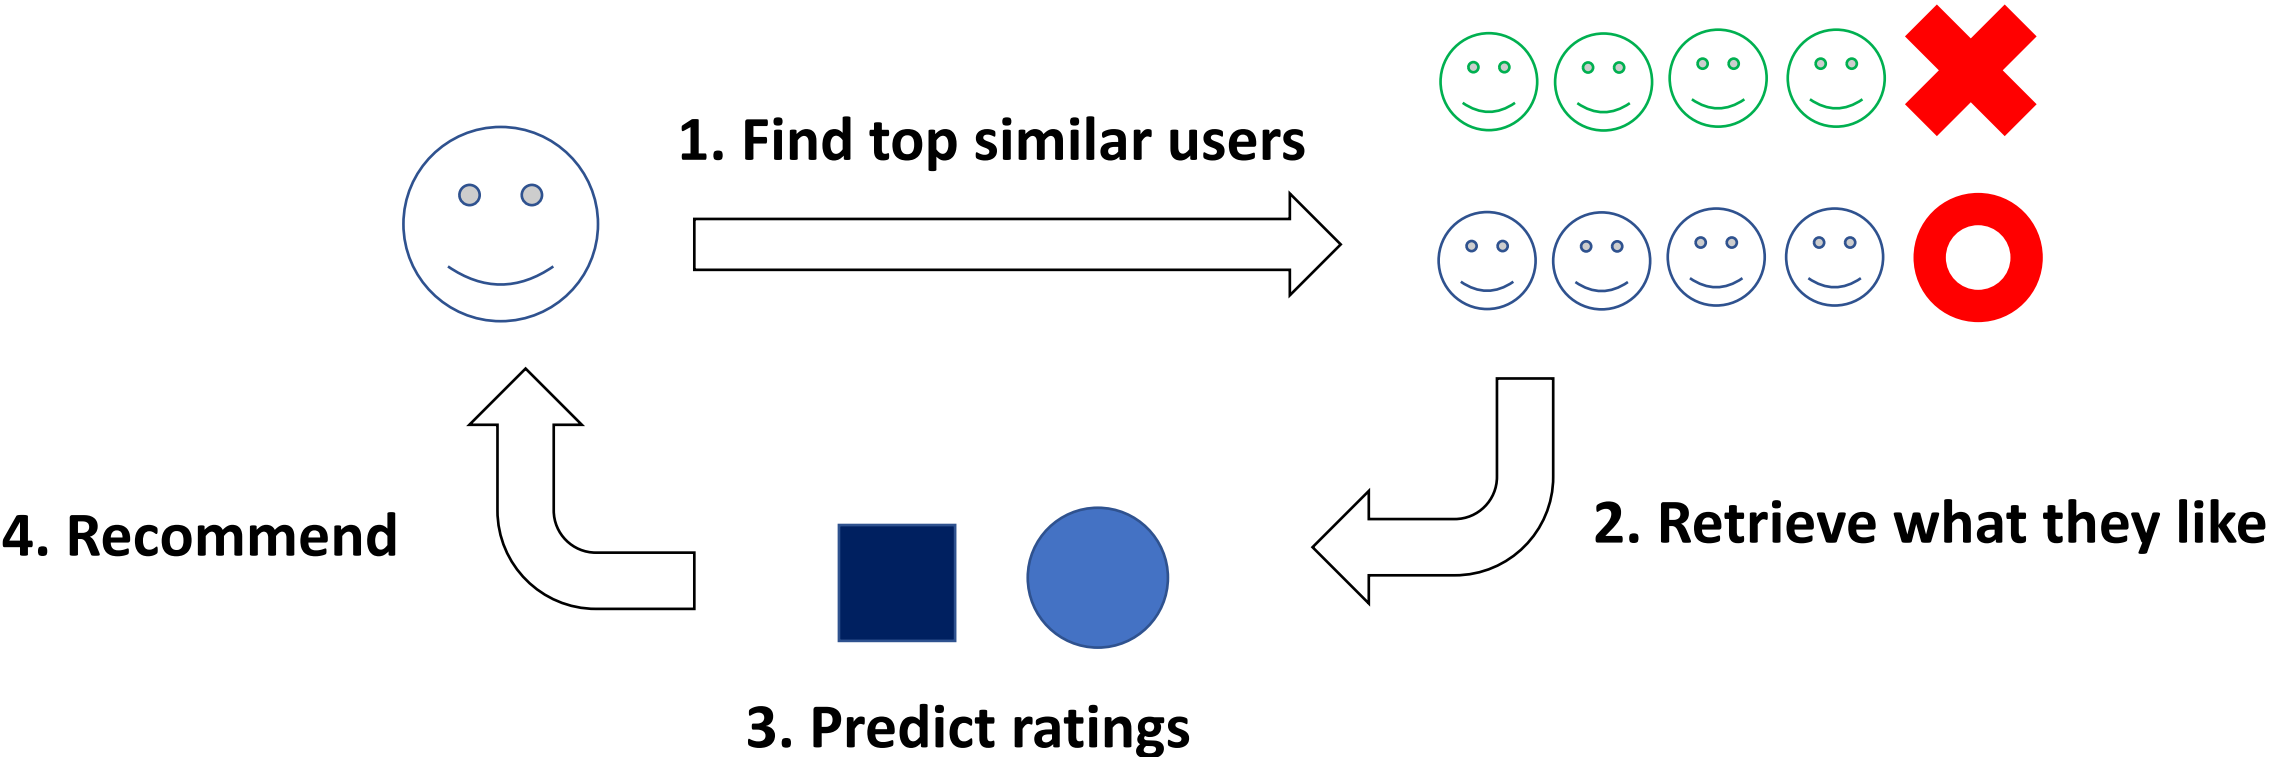 1. Find top similar users
2. Retrieve what they like
3. Predict ratings
4. Recommend